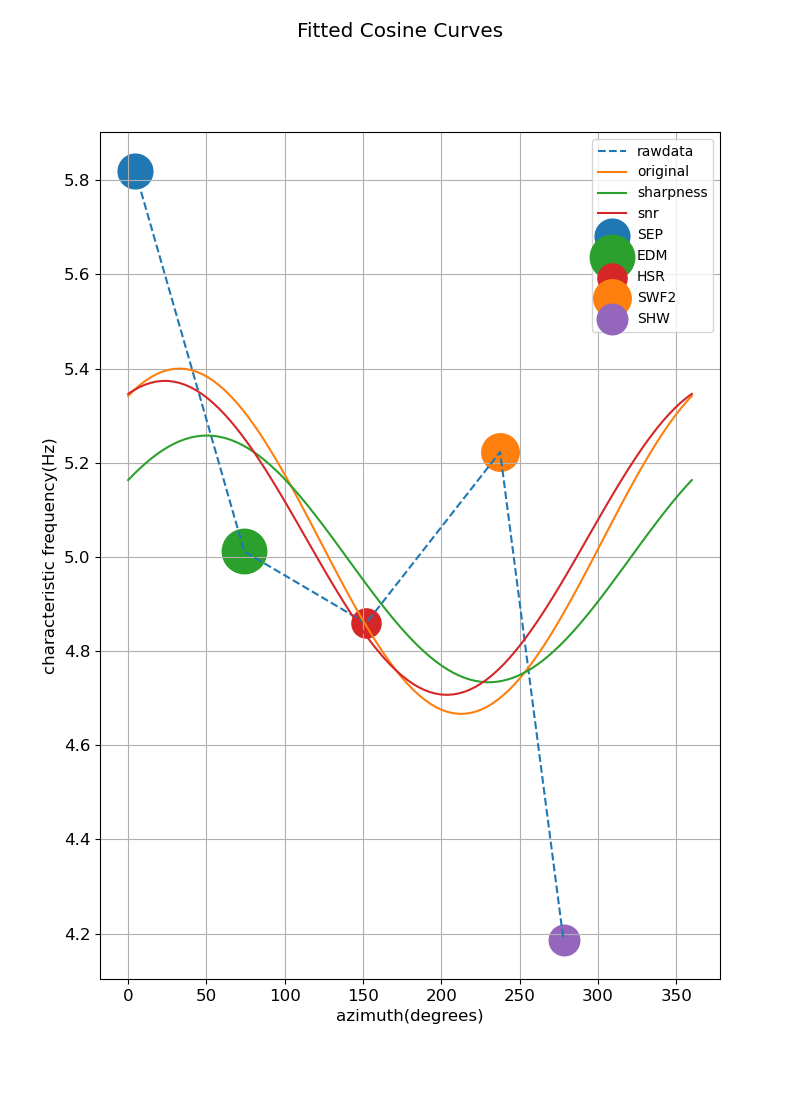 Fitted Cosine Curves
rawdata
original
sharpness
snr
SEP
EDM
HSR
SWF2
SHW
5.8
5.6
5.4
5.2
5.0
4.8
4.6
4.4
4.2
characteristic frequency(Hz)
0 50 100 150 200 250 300 350
azimuth(degrees)